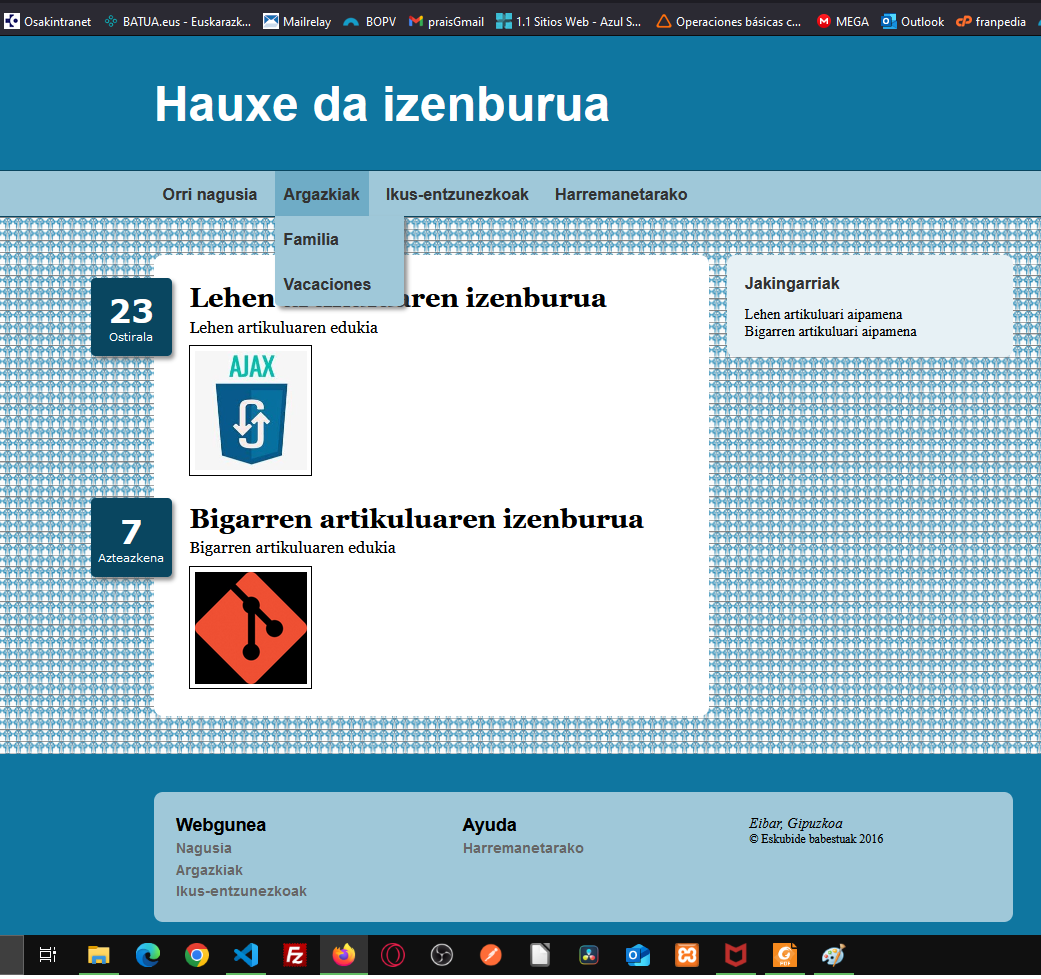 Osakintranet BATUA.eus - Euskarazk... Mailrelay BOPV praisGmail 1.1 Sitios Web - Azul S... Operaciones básicas c... MEGA Outlook franpedia
Hauxe da izenburua
Orri nagusia Argazkiak Ikus-entzunezkoak Harremanetarako
Familia
Vacaciones
23
Ostirala
Lehen aren izenburua
Lehen artikuluaren edukia
AJAX
7
Azteazkena
Bigarren artikuluaren izenburua
Bigarren artikuluaren edukia
Jakingarriak
Lehen artikuluari aipamena
Bigarren artikuluari aipamena
Webgunea
Nagusia
Argazkiak
Ikus-entzunezkoak
Ayuda
Harremanetarako
Eibar, Gipuzkoa
© Eskubide babestuak 2016